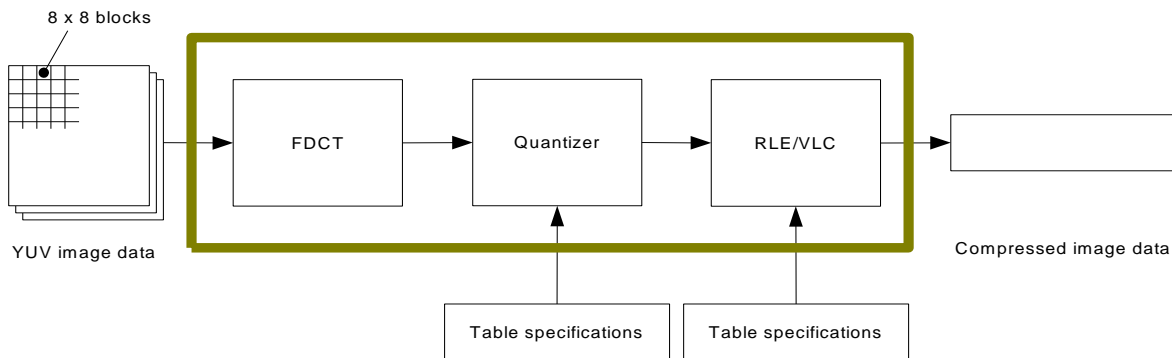 8 x 8 blocks
FDCT
Quantizer
RLE/VLC
YUV image data
Compressed image data
Table specifications
Table specifications